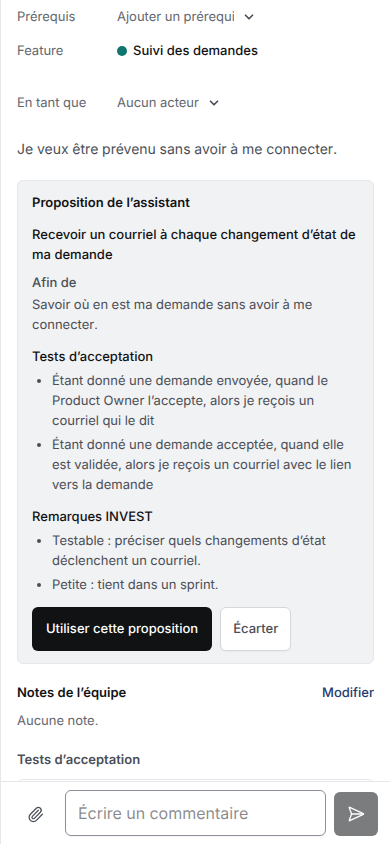 Prérequis Ajouter un prérequi
Feature Suivi des demandes
En tant que Aucun acteur
Je veux être prévenu sans avoir à me connecter.
Proposition de l’assistant
Recevoir un courriel à chaque changement d’état de
ma demande
Afin de
Savoir où en est ma demande sans avoir à me
connecter.
Tests d’acceptation
• Étant donné une demande envoyée, quand le
Product Owner l’accepte, alors je reçois un
courriel qui le dit
• Étant donné une demande acceptée, quand elle
est validée, alors je reçois un courriel avec le lien
vers la demande
Remarques INVEST
• Testable : préciser quels changements d’état
déclenchent un courriel.
• Petite : tient dans un sprint.
Utiliser cette proposition Écarter
Notes de l’équipe Modifier
Aucune note.
Tests d’acceptation
Écrire un commentaire